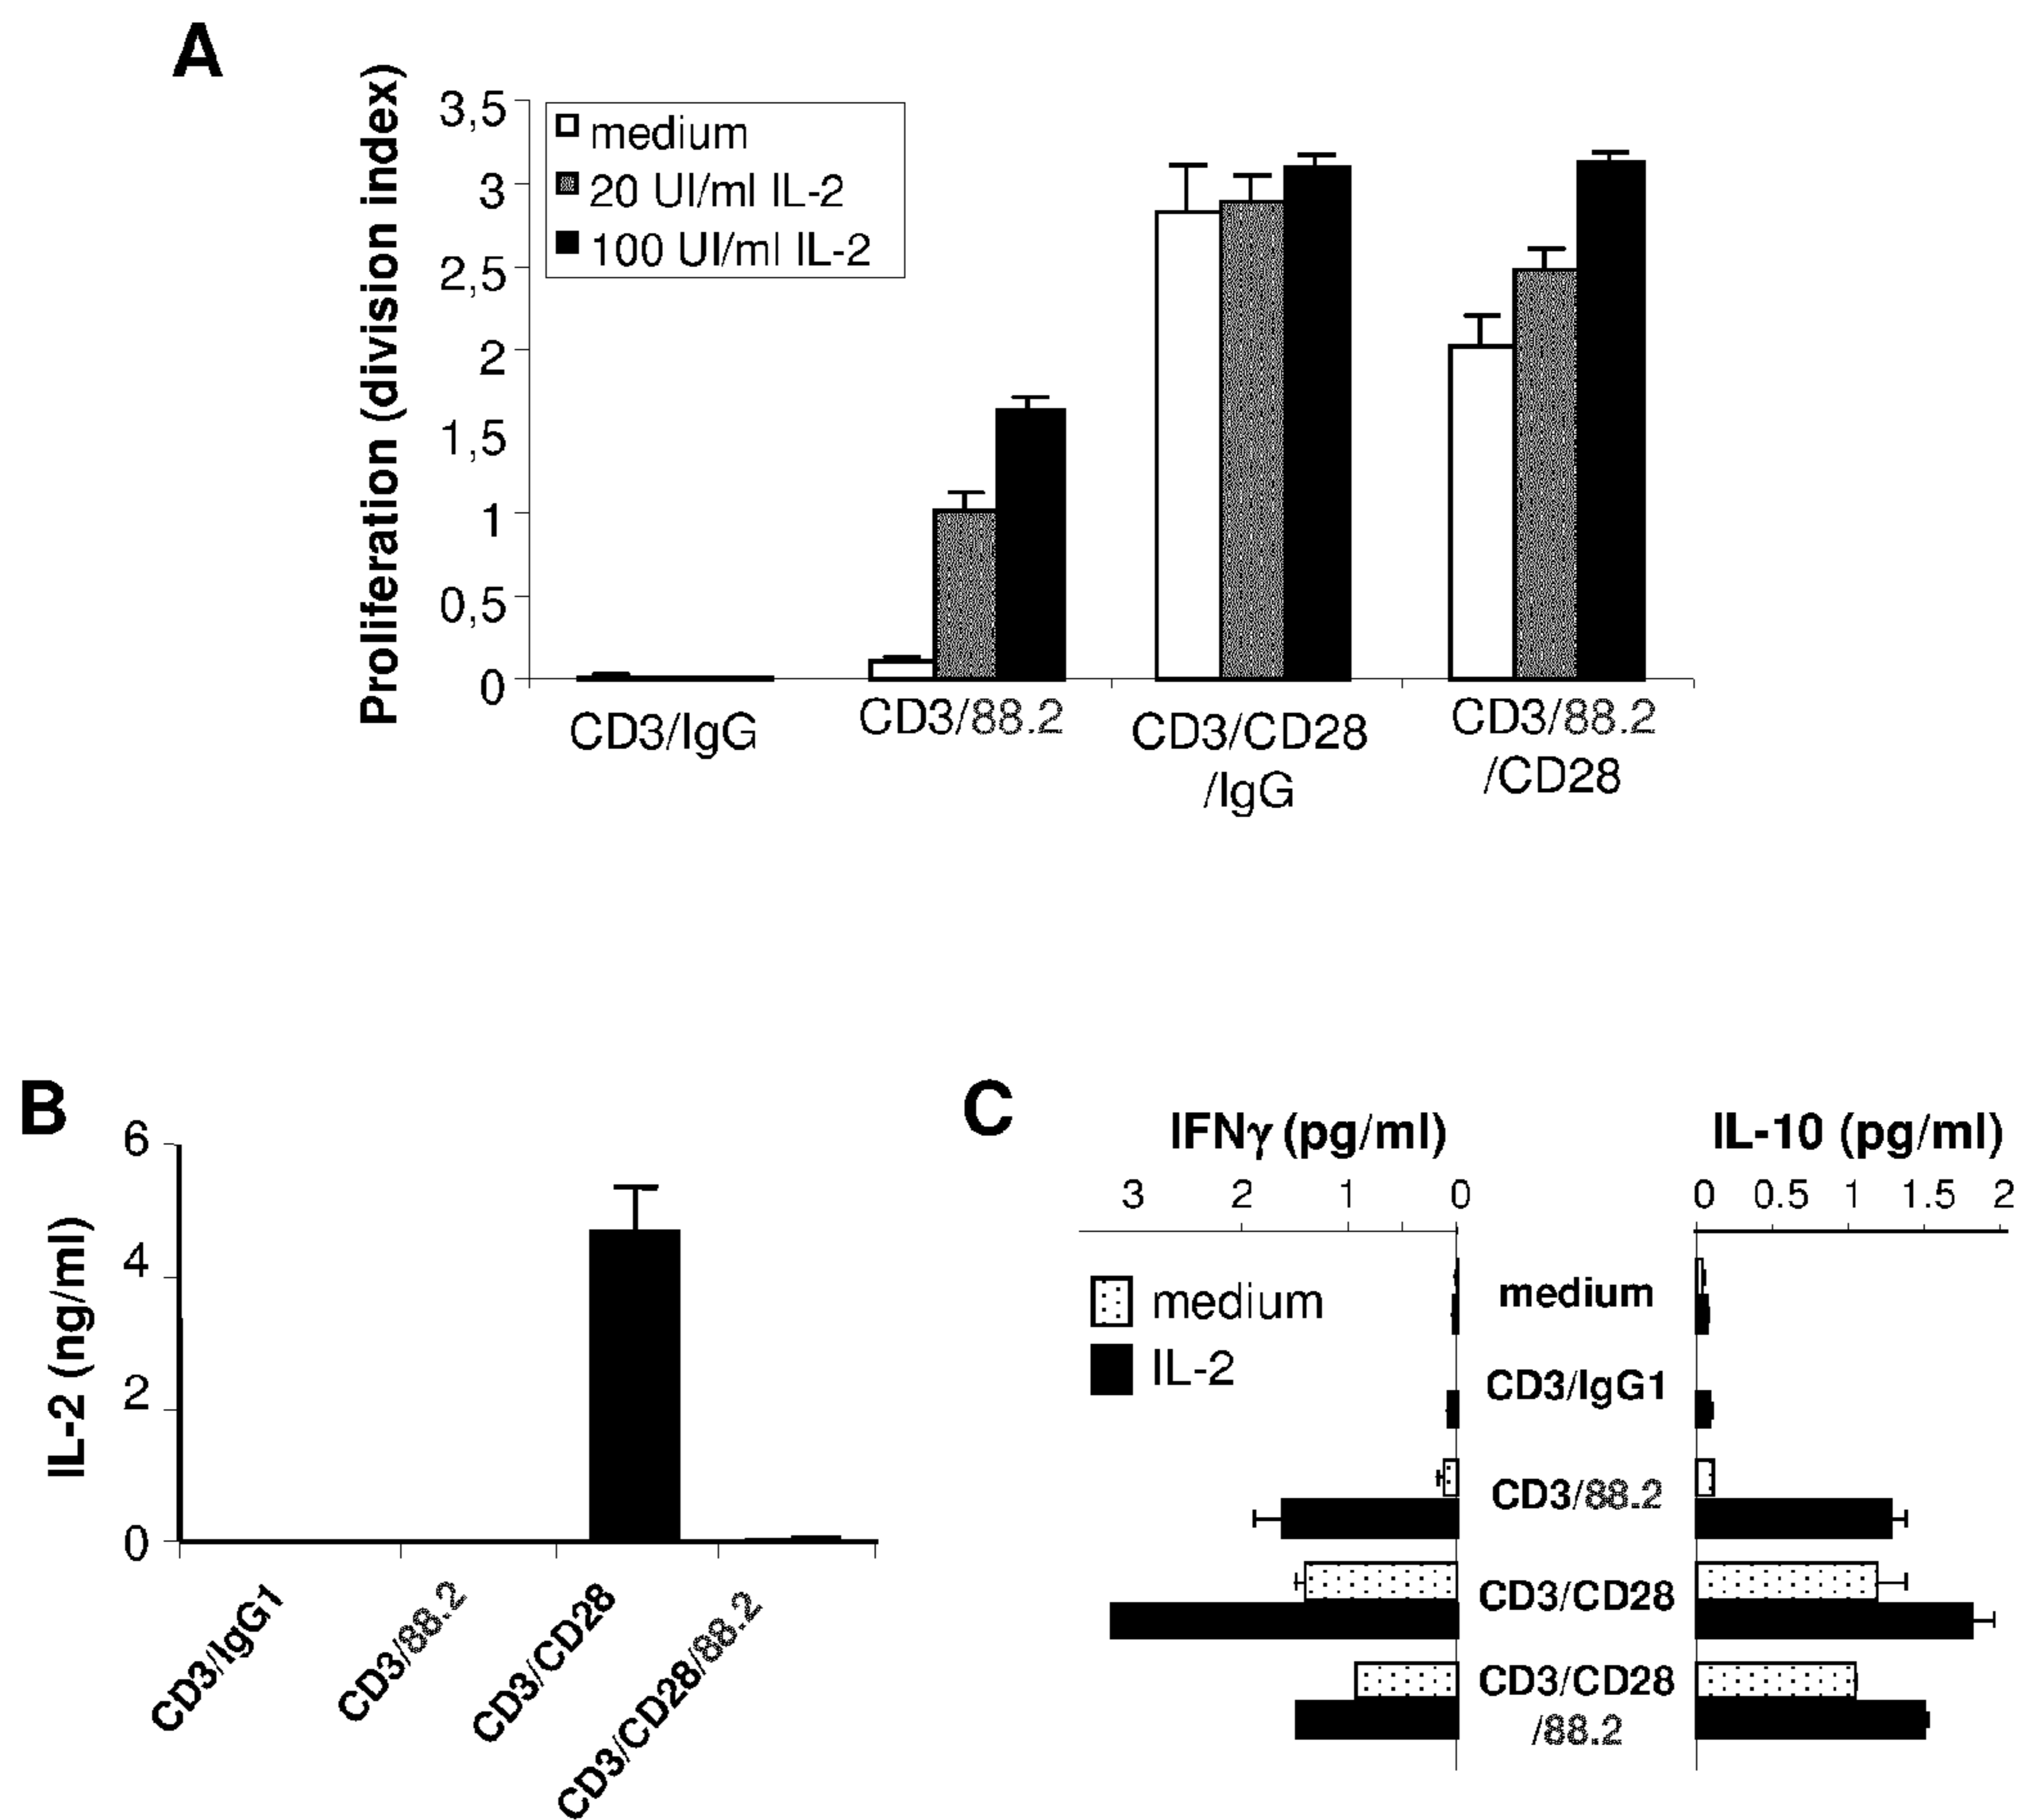 A
Proliferation (division index)
3,5
3
2,5
2
1,5
1
0,5
0
medium
20 UI/ml IL-2
100 UI/ml IL-2
CD3/IgG
CD3/88.2
CD3/CD28
/IgG
CD3/88.2
/CD28
B
IL-2 (ng/ml)
6
4
2
0
CD3/IgG1
CD3/88.2
CD3/CD28
CD3/CD28/88.2
C
IFNγ (pg/ml)
IL-10 (pg/ml)
3 2 1 0
0 0.5 1 1.5 2
medium
IL-2
medium
CD3/IgG1
CD3/88.2
CD3/CD28
CD3/CD28
/88.2